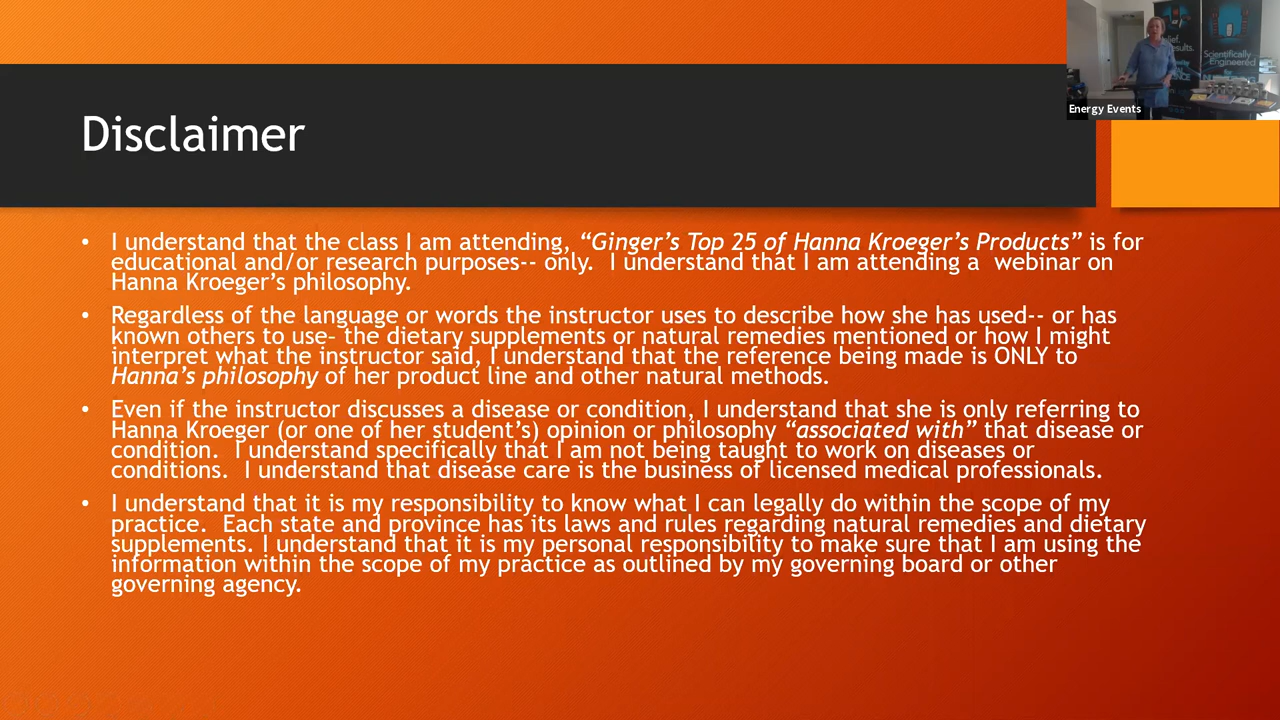 Disclaimer
• I understand that the class I am attending, “Ginger’s Top 25 of Hanna Kroeger’s Products” is for
educational and/or research purposes-- only.  I understand that I am attending a  webinar on
Hanna Kroeger’s philosophy.
• Regardless of the language or words the instructor uses to describe how she has used-- or has
known others to use– the dietary supplements or natural remedies mentioned or how I might
interpret what the instructor said, I understand that the reference being made is ONLY to
Hanna’s philosophy of her product line and other natural methods.
• Even if the instructor discusses a disease or condition, I understand that she is only referring to
Hanna Kroeger (or one of her student’s) opinion or philosophy “associated with” that disease or
condition.  I understand specifically that I am not being taught to work on diseases or
conditions.  I understand that disease care is the business of licensed medical professionals.
• I understand that it is my responsibility to know what I can legally do within the scope of my
practice.  Each state and province has its laws and rules regarding natural remedies and dietary
supplements. I understand that it is my personal responsibility to make sure that I am using the
information within the scope of my practice as outlined by my governing board or other
governing agency.
Scientifically
Engineered
Energy Events